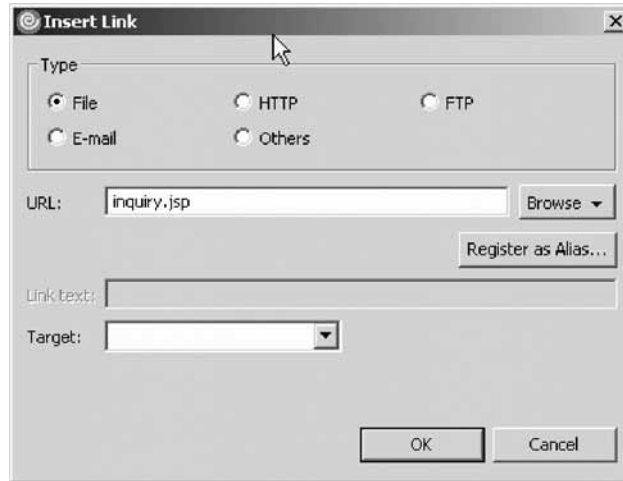 Insert Link
Type
File HTTP FTP
E-mail Others
URL: inquiry.jsp Browse
Register as Alias...
Link text:
Target:
OK Cancel